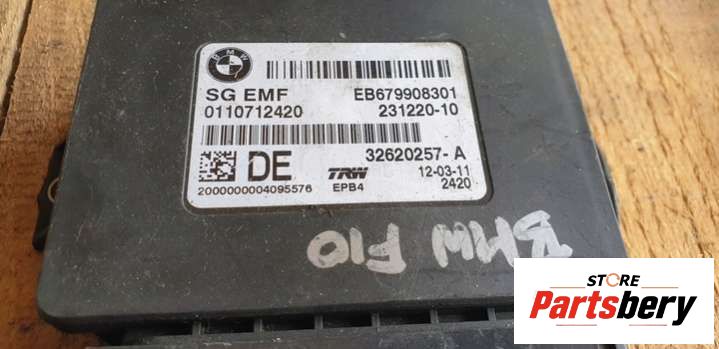 BMW
SG EMF EB679908301
0110712420 231220-10
32620257- A
DE TRW 12-03-11
2000000004095576 EPB4 2420
BMW F10
STORE
Partsbery